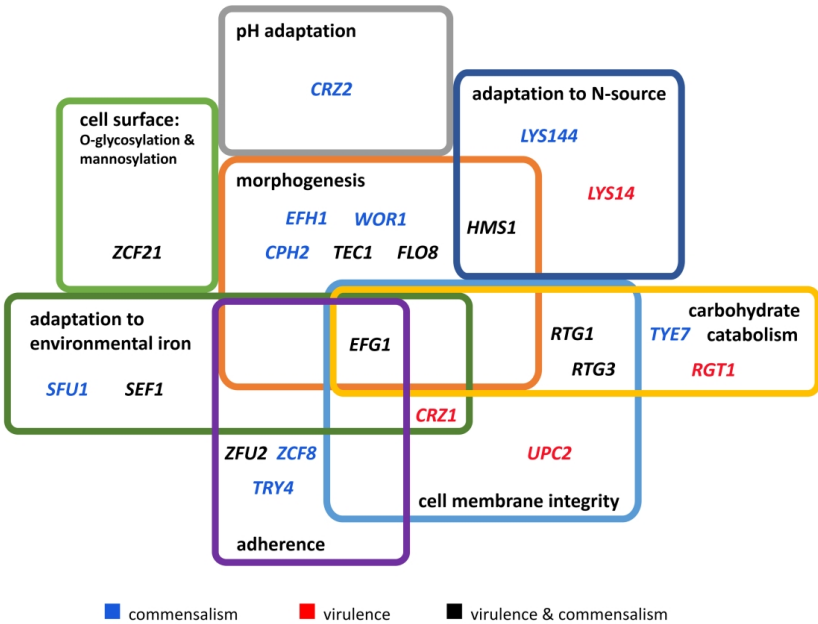 pH adaptation
CRZ2
adaptation to N-source
LYS144
LYS14
cell surface:
O-glycosylation &
mannosylation
ZCF21
morphogenesis
EFH1 WOR1
CPH2 TEC1 FLO8
HMS1
adaptation to
environmental iron
SFU1 SEF1
EFG1
CRZ1
RTG1
RTG3
carbohydrate
TYE7 catabolism
RGT1
ZFU2 ZCF8
TRY4
adherence
UPC2
cell membrane integrity
commensalism virulence virulence & commensalism